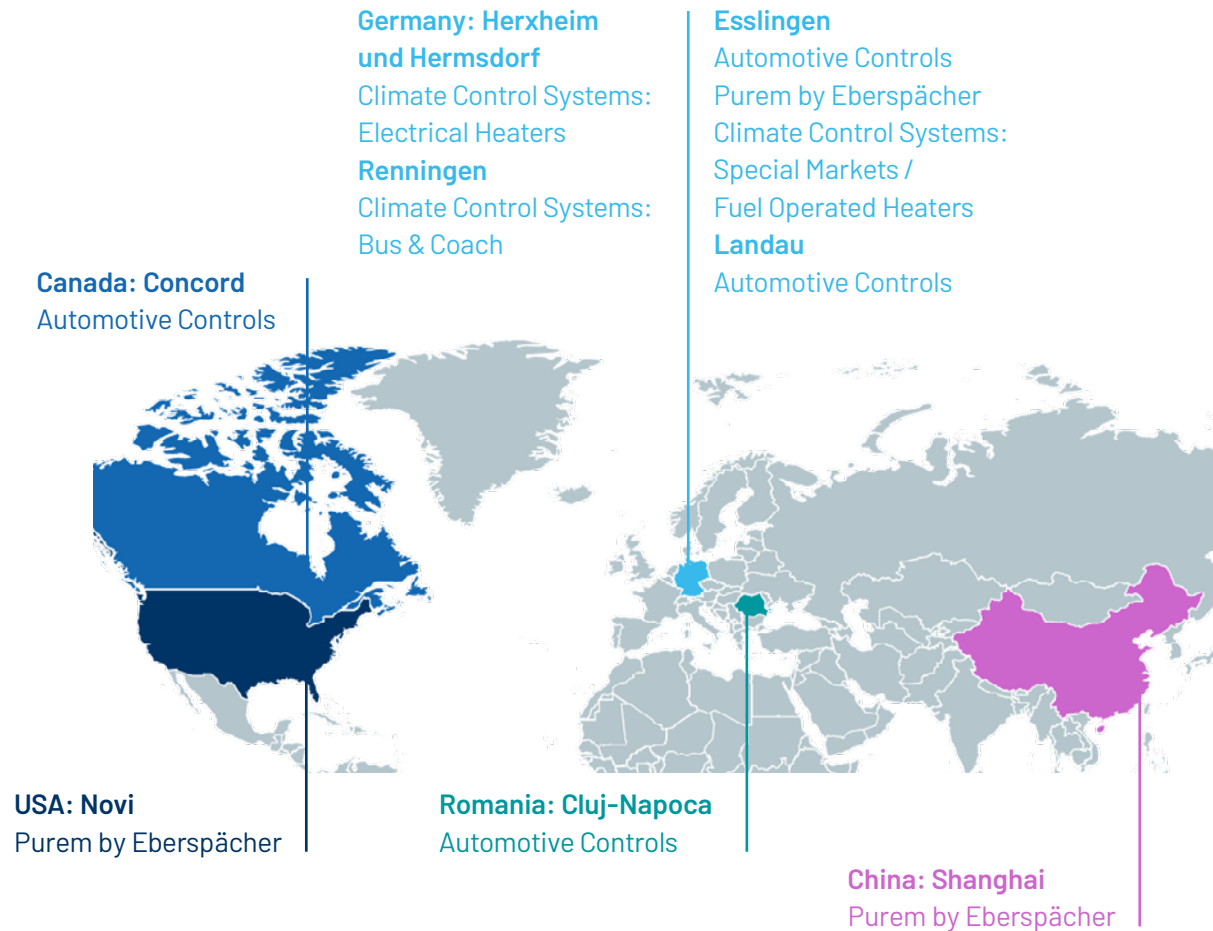 Germany: Herxheim
und Hermsdorf
Climate Control Systems:
Electrical Heaters
Renningen
Climate Control Systems:
Bus & Coach
Esslingen
Automotive Controls
Purem by Eberspächer
Climate Control Systems:
Special Markets /
Fuel Operated Heaters
Landau
Automotive Controls
Canada: Concord
Automotive Controls
USA: Novi
Purem by Eberspächer
Romania: Cluj-Napoca
Automotive Controls
China: Shanghai
Purem by Eberspächer